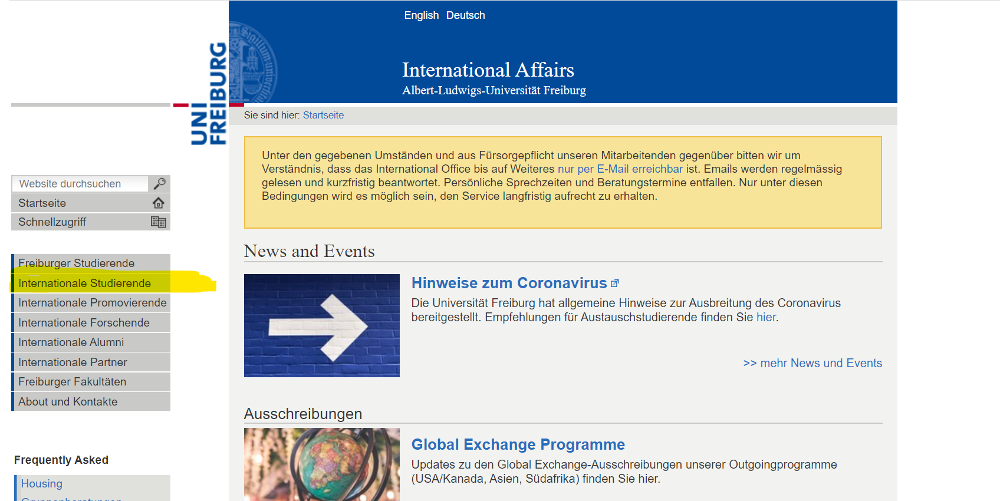 English Deutsch
International Affairs
Albert-Ludwigs-Universität Freiburg
UNI
FREIBURG
Sie sind hier: Startseite
Website durchsuchen
Startseite
Schnellzugriff
Freiburger Studierende
Internationale Studierende
Internationale Promovierende
Internationale Forschende
Internationale Alumni
Internationale Partner
Freiburger Fakultäten
About und Kontakte
Frequently Asked
Housing
Gruppenberatungen
Unter den gegebenen Umständen und aus Fürsorgepflicht unseren Mitarbeitenden gegenüber bitten wir um
Verständnis, dass das International Office bis auf Weiteres nur per E-Mail erreichbar ist. Emails werden regelmässig
gelesen und kurzfristig beantwortet. Persönliche Sprechzeiten und Beratungstermine entfallen. Nur unter diesen
Bedingungen wird es möglich sein, den Service langfristig aufrecht zu erhalten.
News and Events
Hinweise zum Coronavirus
Die Universität Freiburg hat allgemeine Hinweise zur Ausbreitung des Coronavirus
bereitgestellt. Empfehlungen für Austauschstudierende finden Sie hier.
>> mehr News und Events
Ausschreibungen
Global Exchange Programme
Updates zu den Global Exchange-Ausschreibungen unserer Outgoingprogramme
(USA/Kanada, Asien, Südafrika) finden Sie hier.